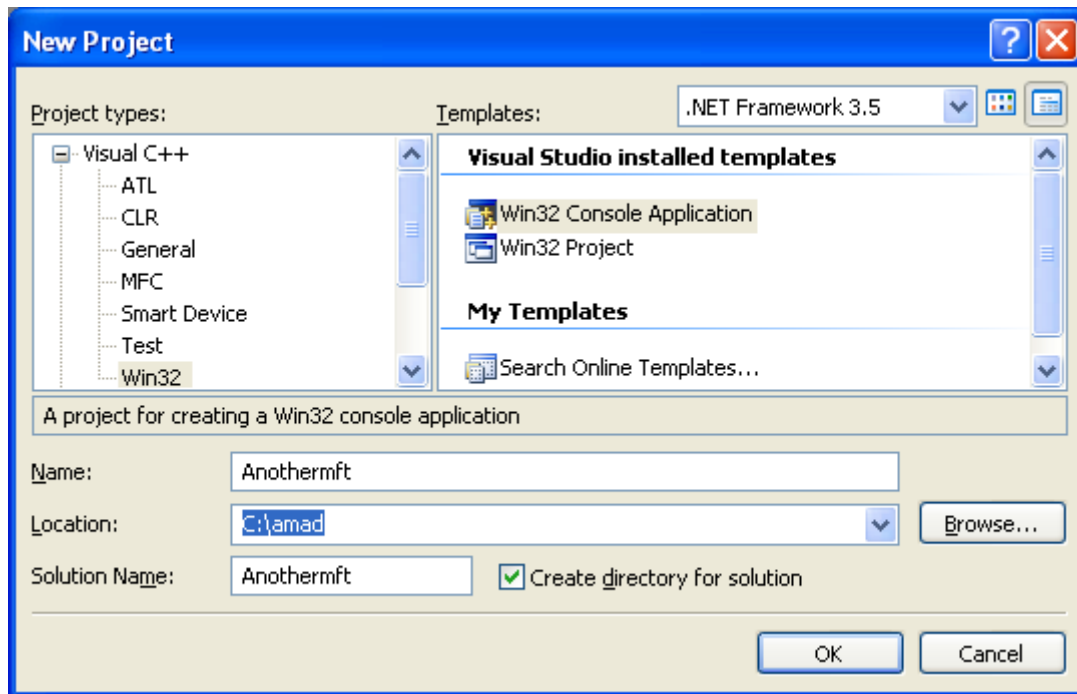 New Project
Project types:
Templates:
.NET Framework 3.5
Visual C++
ATL
CLR
General
MFC
Smart Device
Test
Win32
Visual Studio installed templates
Win32 Console Application
Win32 Project
My Templates
Search Online Templates...
A project for creating a Win32 console application
Name:
Anothermft
Location:
C:\amad
Browse...
Solution Name:
Anothermft
Create directory for solution
OK
Cancel